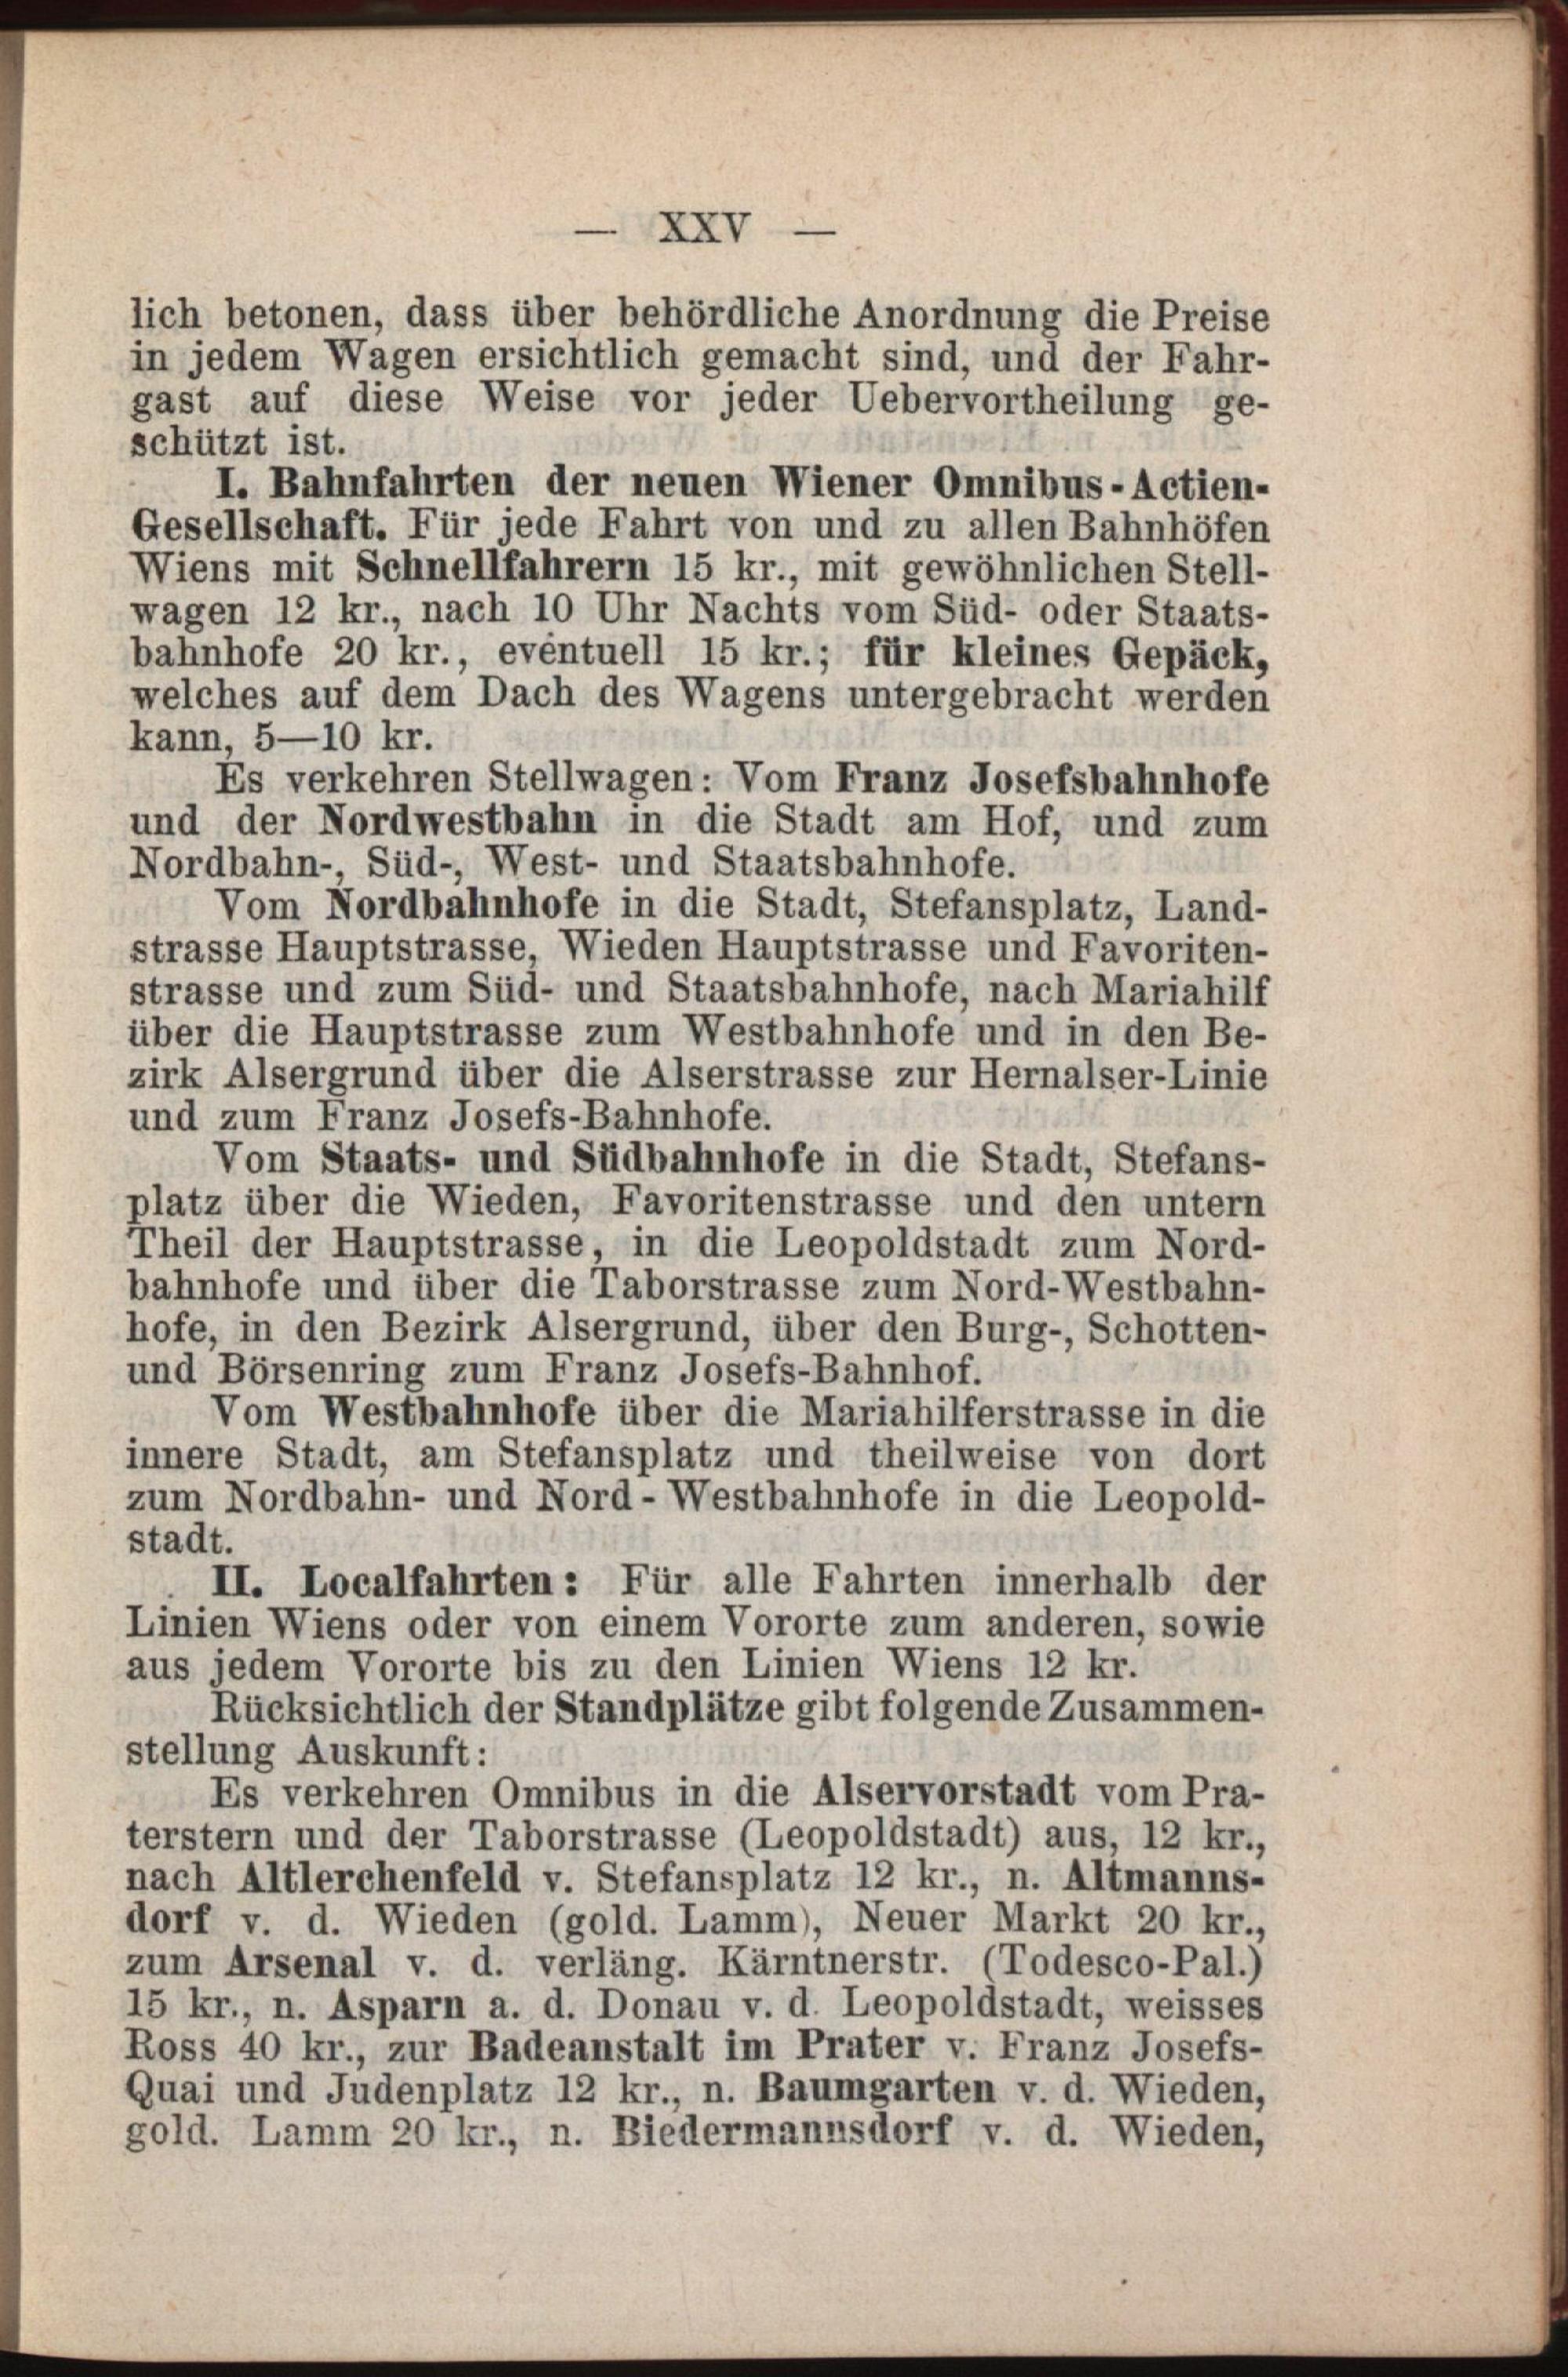 — XXV —
lich betonen, dass über behördliche Anordnung die Preise
in jedem Wagen ersichtlich gemacht sind, und der Fahr-
gast auf diese Weise vor jeder Uebervortheilung ge-
schützt ist.
I. Bahnfahrten der neuen Wiener Omnibus-Actien-
Gesellschaft. Für jede Fahrt von und zu allen Bahnhöfen
Wiens mit Schnellfahrern 15 kr., mit gewöhnlichen Stell-
wagen 12 kr., nach 10 Uhr Nachts vom Süd- oder Staats-
bahnhofe 20 kr., eventuell 15 kr.; für kleines Gepäck,
welches auf dem Dach des Wagens untergebracht werden
kann, 5—10 kr.
Es verkehren Stellwagen: Vom Franz Josefsbahnhofe
und der Nordwestbahn in die Stadt am Hof, und zum
Nordbahn-, Süd-, West- und Staatsbahnhofe.
Vom Nordbahnhofe in die Stadt, Stefansplatz, Land-
strasse Hauptstrasse, Wieden Hauptstrasse und Favoriten-
strasse und zum Süd- und Staatsbahnhofe, nach Mariahilf
über die Hauptstrasse zum Westbahnhofe und in den Be-
zirk Alsergrund über die Alserstrasse zur Hernalser-Linie
und zum Franz Josefs-Bahnhofe.
Vom Staats- und Südbahnhofe in die Stadt, Stefans-
platz über die Wieden, Favoritenstrasse und den untern
Theil der Hauptstrasse, in die Leopoldstadt zum Nord-
bahnhofe und über die Taborstrasse zum Nord-Westbahn-
hofe, in den Bezirk Alsergrund, über den Burg-, Schotten-
und Börsenring zum Franz Josefs-Bahnhof.
Vom Westbahnhofe über die Mariahilferstrasse in die
innere Stadt, am Stefansplatz und theilweise von dort
zum Nordbahn- und Nord-Westbahnhofe in die Leopold-
stadt.
II. Localfahrten: Für alle Fahrten innerhalb der
Linien Wiens oder von einem Vororte zum anderen, sowie
aus jedem Vororte bis zu den Linien Wiens 12 kr.
Rücksichtlich der Standplätze gibt folgende Zusammen-
stellung Auskunft:
Es verkehren Omnibus in die Alservorstadt vom Pra-
terstern und der Taborstrasse (Leopoldstadt) aus, 12 kr.,
nach Altlerchenfeld v. Stefansplatz 12 kr., n. Altmanns-
dorf v. d. Wieden (gold. Lamm), Neuer Markt 20 kr.,
zum Arsenal v. d. verläng. Kärntnerstr. (Todesco-Pal.)
15 kr., n. Asparn a. d. Donau v. d. Leopoldstadt, weisses
Ross 40 kr., zur Badeanstalt im Prater v. Franz Josefs-
Quai und Judenplatz 12 kr., n. Baumgarten v. d. Wieden,
gold. Lamm 20 kr., n. Biedermannsdorf v. d. Wieden,